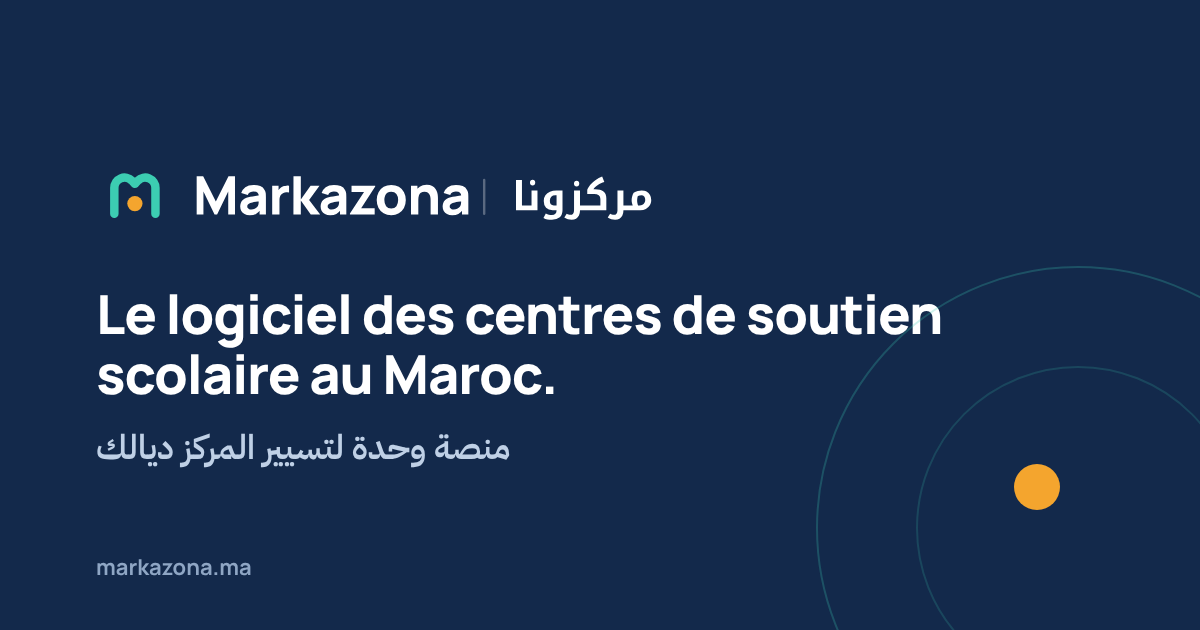 Markazona | مركزونا
Le logiciel des centres de soutien
scolaire au Maroc.
منصة وحدة لتسيير المركز ديالك
markazona.ma